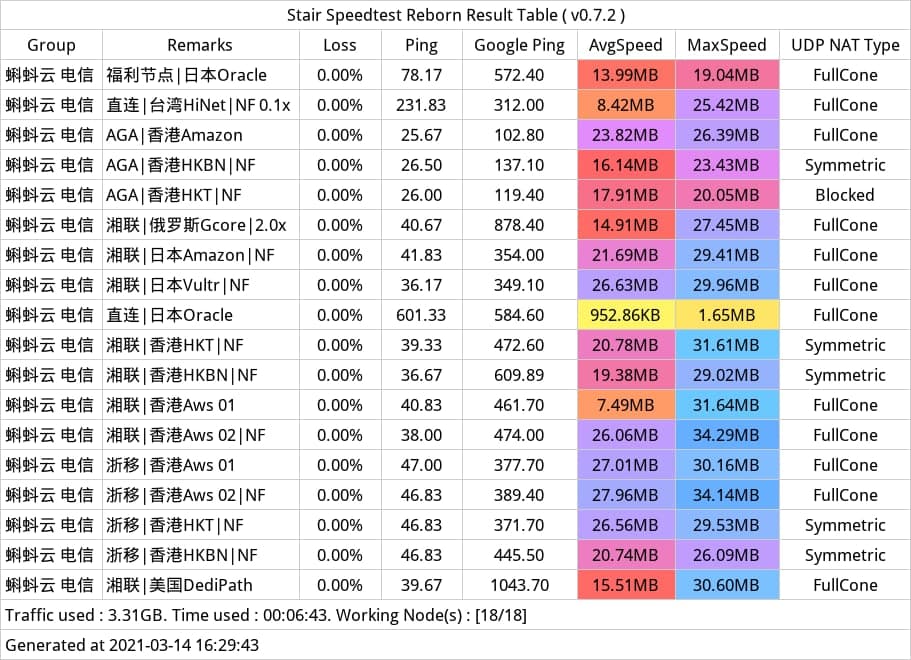 Stair Speedtest Reborn Result Table ( v0.7.2 )
Group Remarks Loss Ping Google Ping AvgSpeed MaxSpeed UDP NAT Type
蝌蚪云 电信 福利节点|日本Oracle 0.00% 78.17 572.40 13.99MB 19.04MB FullCone
蝌蚪云 电信 直连|台湾HiNet|NF 0.1x 0.00% 231.83 312.00 8.42MB 25.42MB FullCone
蝌蚪云 电信 AGA|香港Amazon 0.00% 25.67 102.80 23.82MB 26.39MB FullCone
蝌蚪云 电信 AGA|香港HKBN|NF 0.00% 26.50 137.10 16.14MB 23.43MB Symmetric
蝌蚪云 电信 AGA|香港HKT|NF 0.00% 26.00 119.40 17.91MB 20.05MB Blocked
蝌蚪云 电信 湘联|俄罗斯Gcore|2.0x 0.00% 40.67 878.40 14.91MB 27.45MB FullCone
蝌蚪云 电信 湘联|日本Amazon|NF 0.00% 41.83 354.00 21.69MB 29.41MB FullCone
蝌蚪云 电信 湘联|日本Vultr|NF 0.00% 36.17 349.10 26.63MB 29.96MB FullCone
蝌蚪云 电信 直连|日本Oracle 0.00% 601.33 584.60 952.86KB 1.65MB FullCone
蝌蚪云 电信 湘联|香港HKT|NF 0.00% 39.33 472.60 20.78MB 31.61MB Symmetric
蝌蚪云 电信 湘联|香港HKBN|NF 0.00% 36.67 609.89 19.38MB 29.02MB Symmetric
蝌蚪云 电信 湘联|香港Aws 01 0.00% 40.83 461.70 7.49MB 31.64MB FullCone
蝌蚪云 电信 湘联|香港Aws 02|NF 0.00% 38.00 474.00 26.06MB 34.29MB FullCone
蝌蚪云 电信 浙移|香港Aws 01 0.00% 47.00 377.70 27.01MB 30.16MB FullCone
蝌蚪云 电信 浙移|香港Aws 02|NF 0.00% 46.83 389.40 27.96MB 34.14MB FullCone
蝌蚪云 电信 浙移|香港HKT|NF 0.00% 46.83 371.70 26.56MB 29.53MB Symmetric
蝌蚪云 电信 浙移|香港HKBN|NF 0.00% 46.83 445.50 20.74MB 26.09MB Symmetric
蝌蚪云 电信 湘联|美国DediPath 0.00% 39.67 1043.70 15.51MB 30.60MB FullCone
Traffic used : 3.31GB. Time used : 00:06:43. Working Node(s) : [18/18]
Generated at 2021-03-14 16:29:43